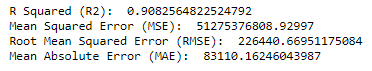 R Squared (R2):  0.9082564822524792
Mean Squared Error (MSE):  51275376808.92997
Root Mean Squared Error (RMSE):  226440.66951175084
Mean Absolute Error (MAE):  83110.16246043987